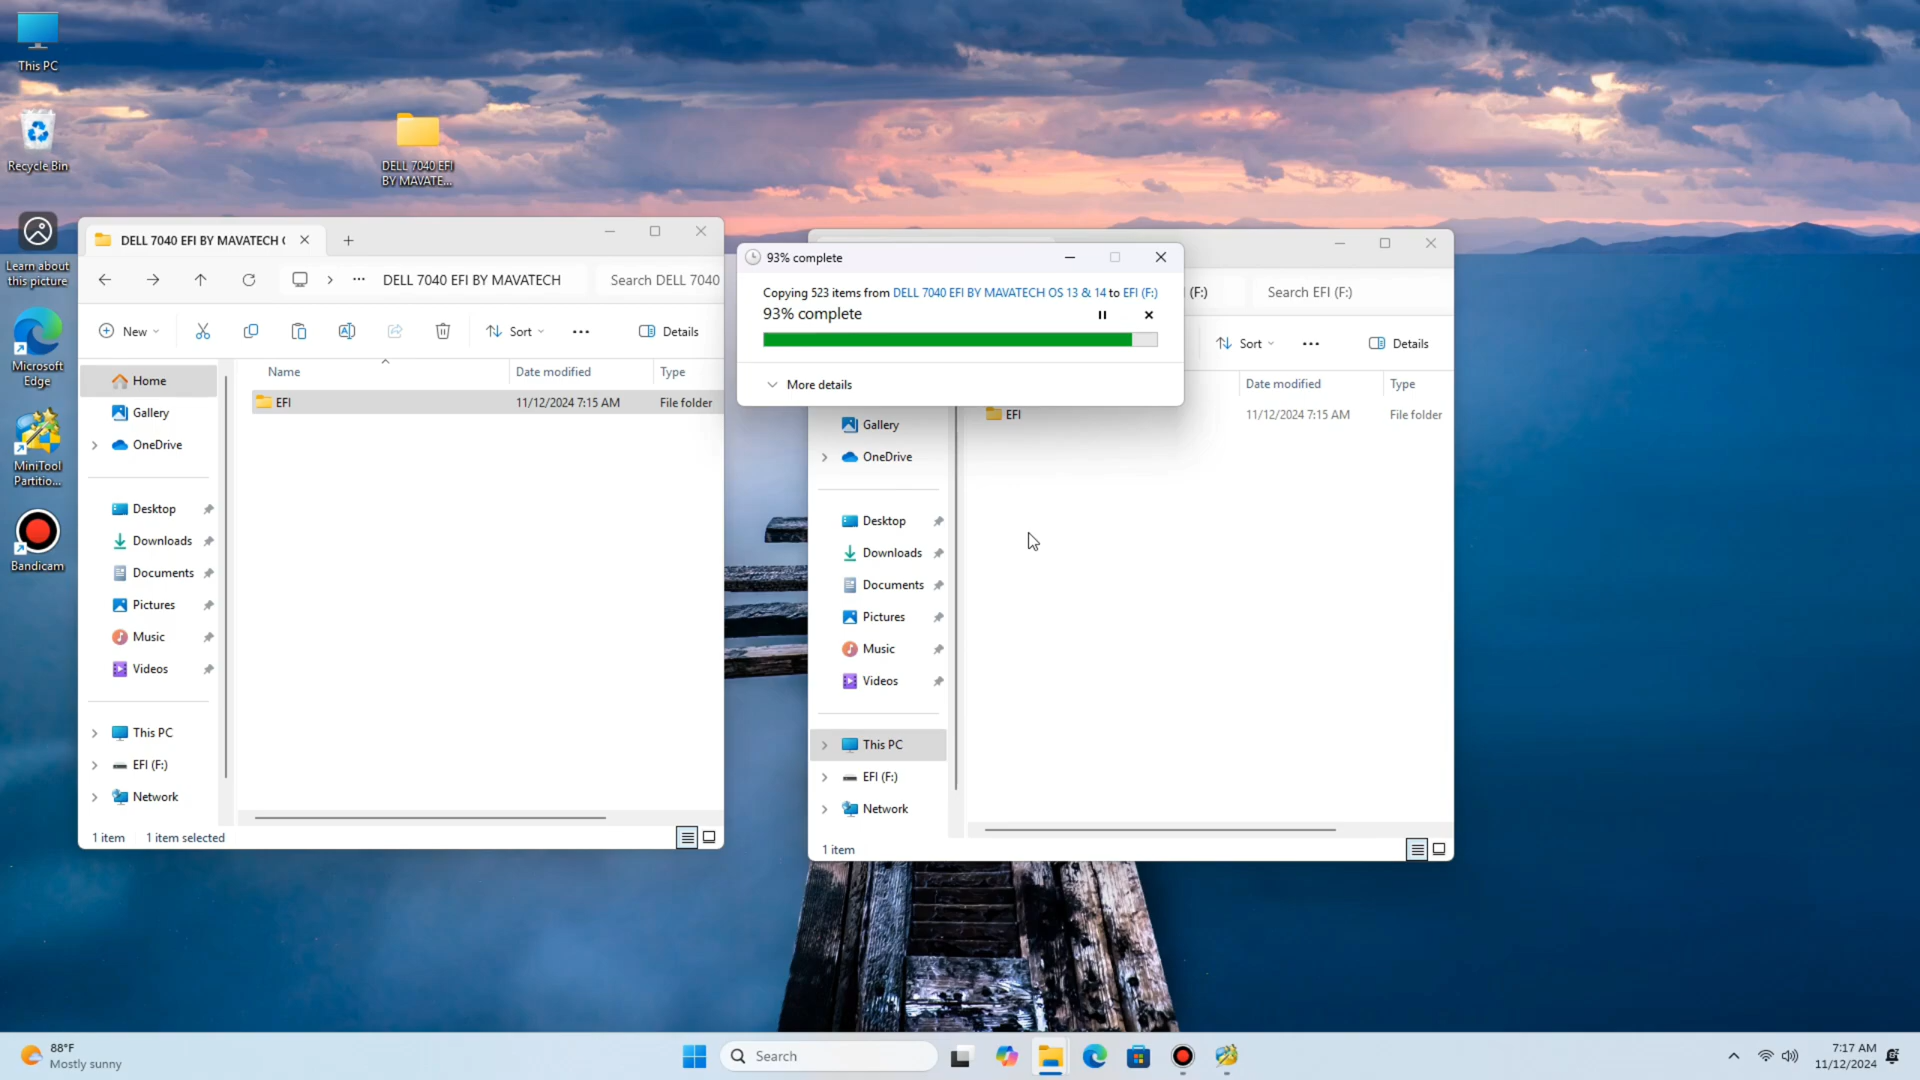 This PC
Recycle Bin
Learn about
this picture
Microsoft
Edge
MiniTool
Partitio...
Bandicam
DELL 7040 EFI
BY MAVATE...
DELL 7040 EFI BY MAVATECH
DELL 7040 EFI BY MAVATECH
Search DELL 7040
New
Sort
Details
Name
Date modified
Type
EFI
11/12/2024 7:15 AM
File folder
Home
Gallery
OneDrive
Desktop
Downloads
Documents
Pictures
Music
Videos
This PC
EFI (F:)
Network
1 item
1 item selected
93% complete
Copying 523 items from DELL 7040 EFI BY MAVATECH OS 13 & 14 to EFI (F:)
93% complete
More details
(F:)
Search EFI (F:)
Sort
Details
Date modified
Type
EFI
11/12/2024 7:15 AM
File folder
Gallery
OneDrive
Desktop
Downloads
Documents
Pictures
Music
Videos
This PC
EFI (F:)
Network
1 item
88°F
Mostly sunny
Search
7:17 AM
11/12/2024